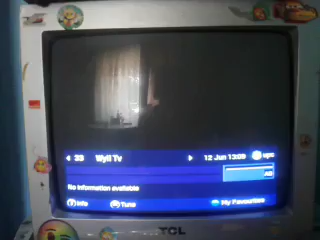 33 Wyll Tv 12 Jun 13:09
No information available
Info Tune My Favourites
TCL